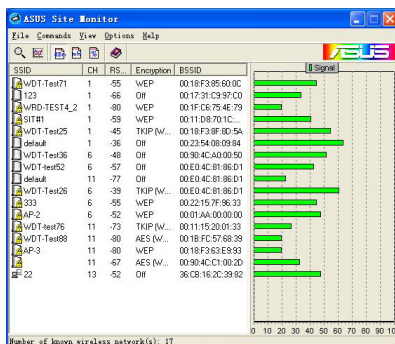 ASUS Site Monitor
File Commands View Options Help
ASUS
SSID CH RS... Encryption BSSID
Signal
WDT-Test71 1 -55 WEP 00:18:F3:85:60:0C
123 1 -66 Off 00:17:31:C9:97:C0
WRD-TEST4_2 1 -80 WEP 00:1F:C6:75:4E:79
SIT#1 1 -59 WEP 00:11:D8:70:1C:...
WDT-Test25 1 -45 TKIP (W... 00:18:F3:8F:8D:5A
default 1 -36 Off 00:23:54:08:09:84
WDT-Test36 6 -48 Off 00:90:4C:A0:00:50
WDT-test52 6 -57 Off 00:E0:4C:81:86:D1
default 11 -77 Off 00:E0:4C:81:86:D1
WDT-Test26 6 -39 TKIP (W... 00:E0:4C:81:86:D1
333 6 -55 WEP 00:22:15:7F:96:33
AP-2 6 -52 WEP 00:01:AA:00:00:00
WDT-test76 11 -73 TKIP (W... 00:11:15:20:01:33
WDT-Test88 11 -80 AES (W... 00:1B:FC:57:68:39
AP-3 11 -80 WEP 00:18:F3:63:E9:93
11 -67 AES (W... 00:90:4C:C1:00:2D
22 13 -52 Off 36:CB:16:2C:39:82
0 10 20 30 40 50 60 70 80 90 10
Number of known wireless network(s): 17